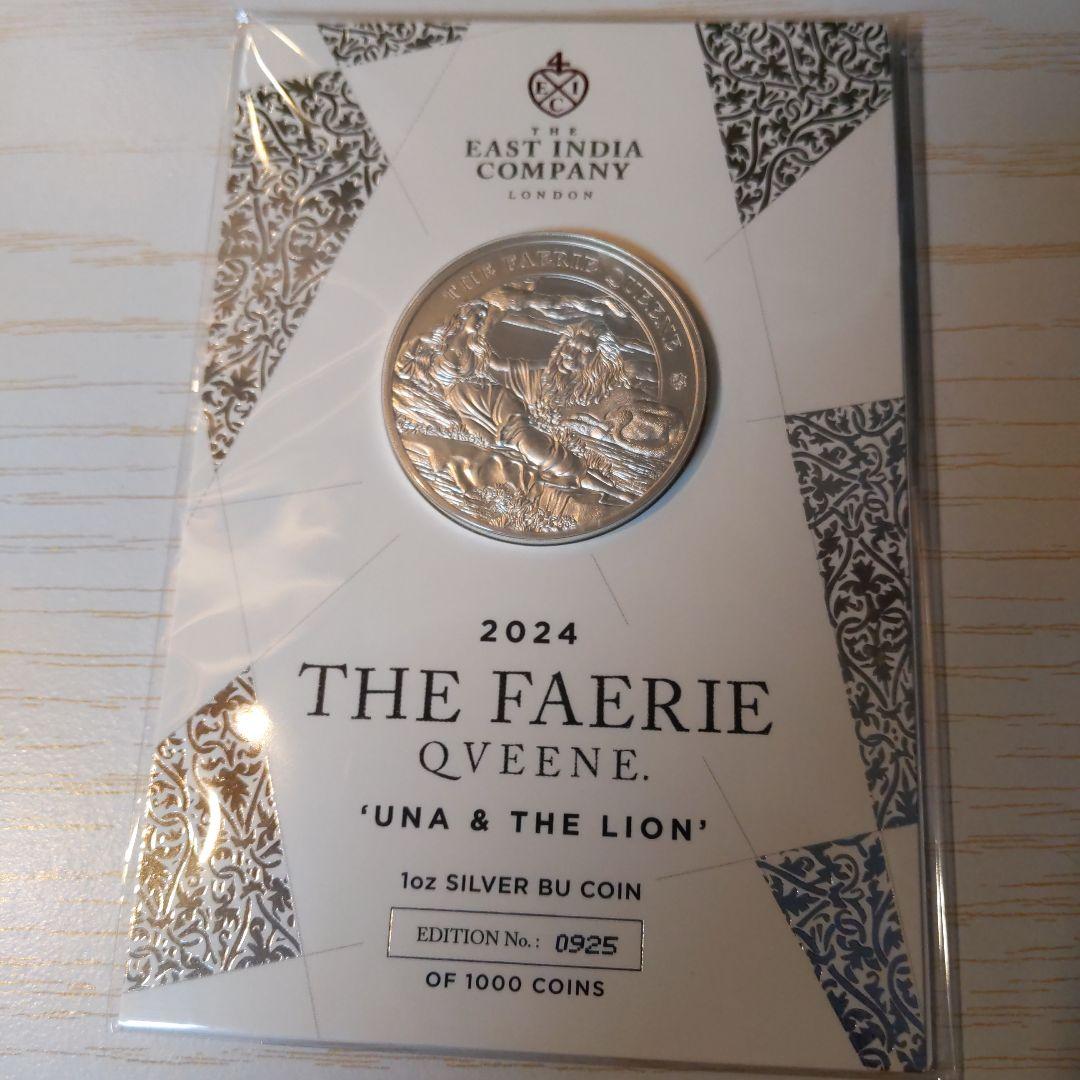 4
E I
C
THE
EAST INDIA
COMPANY
LONDON
THE FAERIE QUEENE
2024
THE FAERIE
QVEENE.
‘UNA & THE LION’
1oz SILVER BU COIN
EDITION No.: 0925
OF 1000 COINS